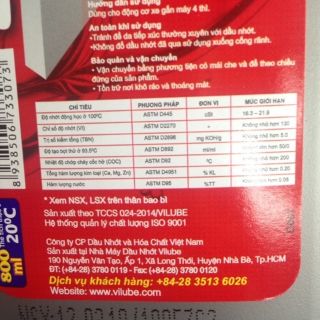 Hướng dẫn sử dụng
Dùng cho động cơ xe gắn máy 4 thì.
An toàn khi sử dụng
•Tránh để da tiếp xúc thường xuyên với dầu nhớt.
•Không đổ dầu nhớt đã qua sử dụng xuống cống rãnh.
Bảo quản và vận chuyển
• Vận chuyển bằng phương tiện có mái che và để theo chiều đứng của sản phẩm.
• Tồn trữ trong kho khô ráo và thoáng mát.
CHỈ TIÊU PHƯƠNG PHÁP ĐƠN VỊ MỨC GIỚI HẠN
Độ nhớt động học ở 100°C ASTM D445 cSt 16.3 - 21.9
Chỉ số độ nhớt (VI) ASTM D2270 - Không nhỏ hơn
Trị số kiềm tổng (TBN) ASTM D2896 mg KOH/g Không nhỏ hơn 5.0
Độ tạo bọt thử ở 93.5°C ASTM D892 ml/ml Không lớn hơn 50/0
Nhiệt độ chớp cháy cốc hở (COC) ASTM D92 °C Không nhỏ hơn 200
Tổng hàm lượng kim loại (Ca, Mg, Zn) ASTM D4951 % KL Không nhỏ hơn
Hàm lượng nước ASTM D95 %TT Không lớn hơn 0.05
* Xem NSX, LSX trên thân bao bì
Sản xuất theo TCCS 024-2014/VILUBE
Hệ thống quản lý chất lượng ISO 9001
Công ty CP Dầu Nhớt và Hóa Chất Việt Nam
Sản xuất tại Nhà Máy Dầu Nhớt Vilube
190 Nguyễn Văn Tạo, Ấp 1, Xã Long Thới, Huyện Nhà Bè, Tp.HCM
ĐT: (+84-28) 3780 0119 - Fax: (+84-28) 3780 0120
Dịch vụ khách hàng: +84-28 3513 6026
Website: www.vilube.com
8 938505 733073
800 ml
20°C